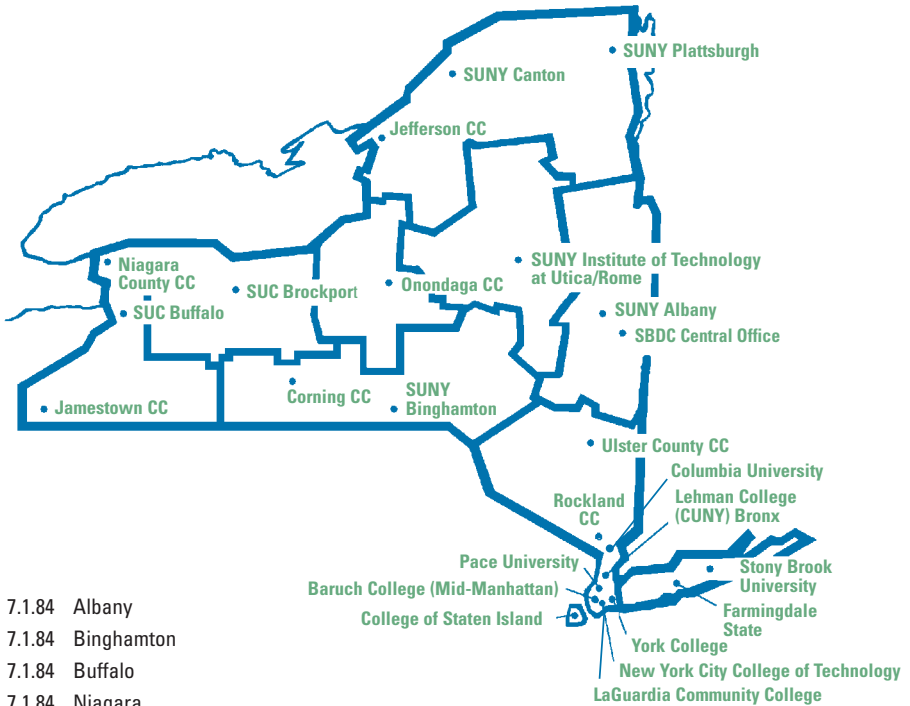 SUNY Plattsburgh
SUNY Canton
Jefferson CC
Niagara
County CC
SUC Brockport
Onondaga CC
SUNY Institute of Technology
at Utica/Rome
SUC Buffalo
SUNY Albany
SBDC Central Office
Jamestown CC
Corning CC
SUNY
Binghamton
Ulster County CC
Columbia University
Rockland
CC
Lehman College
(CUNY) Bronx
Pace University
Stony Brook
University
Baruch College (Mid-Manhattan)
College of Staten Island
Farmingdale
State
York College
New York City College of Technology
LaGuardia Community College
7.1.84 Albany
7.1.84 Binghamton
7.1.84 Buffalo
7.1.84 Niagara